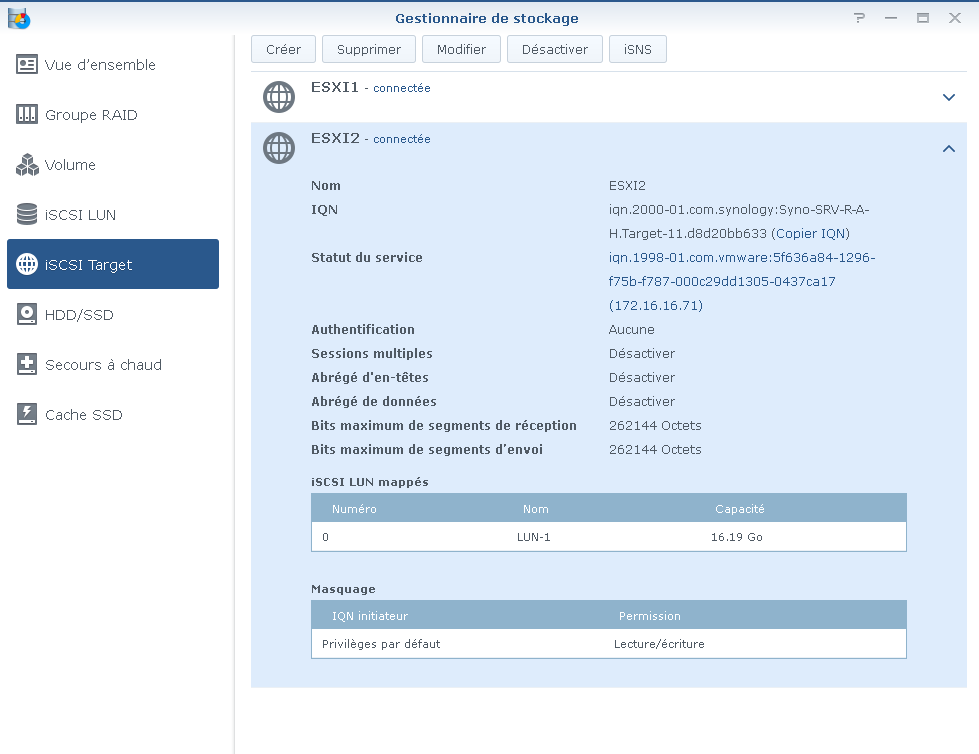 Gestionnaire de stockage
Vue d'ensemble
Groupe RAID
Volume
iSCSI LUN
iSCSI Target
HDD/SSD
Secours à chaud
Cache SSD
Créer Supprimer Modifier Désactiver iSNS
ESXI1 - connectée
ESXI2 - connectée
Nom ESXI2
IQN iqn.2000-01.com.synology:Syno-SRV-R-A-
H.Target-11.d8d20bb633 (Copier IQN)
Statut du service iqn.1998-01.com.vmware:5f636a84-1296-
f75b-f787-000c29dd1305-0437ca17
(172.16.16.71)
Authentification Aucune
Sessions multiples Désactiver
Abrégé d'en-têtes Désactiver
Abrégé de données Désactiver
Bits maximum de segments de réception 262144 Octets
Bits maximum de segments d'envoi 262144 Octets
iSCSI LUN mappés
Numéro Nom Capacité
0 LUN-1 16.19 Go
Masquage
IQN initiateur Permission
Privilèges par défaut Lecture/écriture